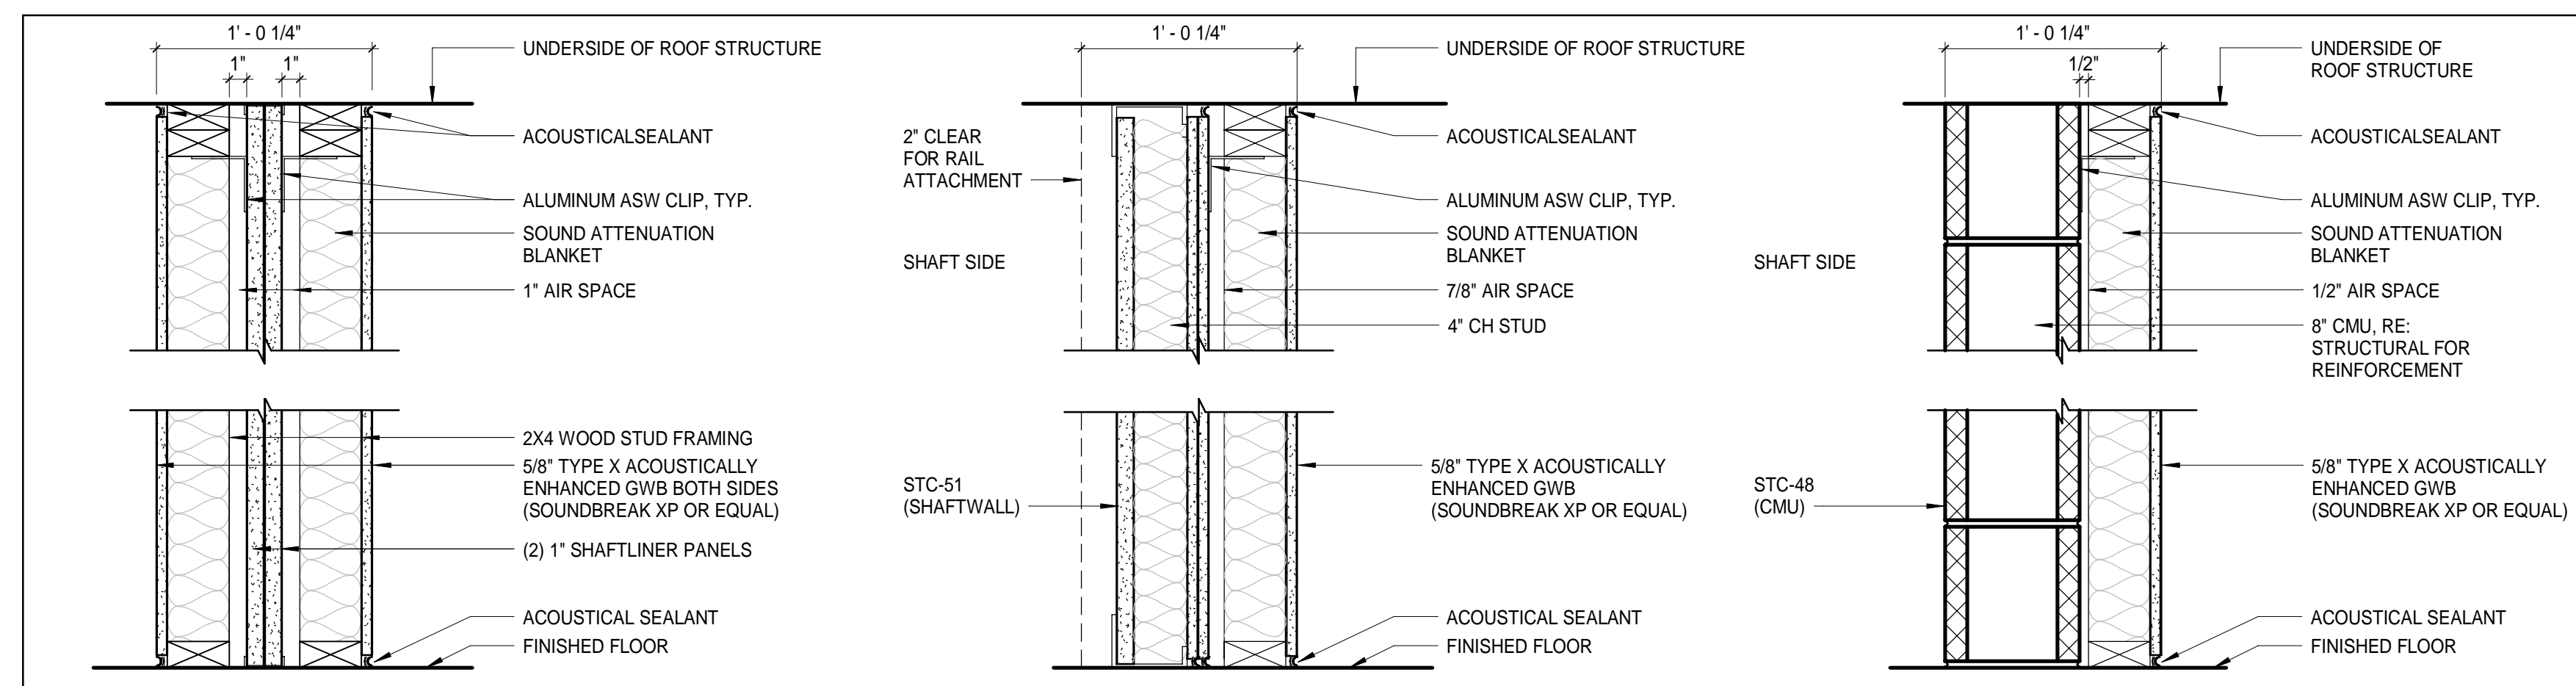 1' - 0 1/4"
1"
1"
UNDERSIDE OF ROOF STRUCTURE
ACOUSTICALSEALANT
ALUMINUM ASW CLIP, TYP.
SOUND ATTENUATION
BLANKET
1" AIR SPACE
2X4 WOOD STUD FRAMING
5/8" TYPE X ACOUSTICALLY
ENHANCED GWB BOTH SIDES
(SOUNDBREAK XP OR EQUAL)
(2) 1" SHAFTLINER PANELS
ACOUSTICAL SEALANT
FINISHED FLOOR
1' - 0 1/4"
2" CLEAR
FOR RAIL
ATTACHMENT
SHAFT SIDE
STC-51
(SHAFTWALL)
UNDERSIDE OF ROOF STRUCTURE
ACOUSTICALSEALANT
ALUMINUM ASW CLIP, TYP.
SOUND ATTENUATION
BLANKET
7/8" AIR SPACE
4" CH STUD
5/8" TYPE X ACOUSTICALLY
ENHANCED GWB
(SOUNDBREAK XP OR EQUAL)
ACOUSTICAL SEALANT
FINISHED FLOOR
1' - 0 1/4"
1/2"
SHAFT SIDE
STC-48
(CMU)
UNDERSIDE OF
ROOF STRUCTURE
ACOUSTICALSEALANT
ALUMINUM ASW CLIP, TYP.
SOUND ATTENUATION
BLANKET
1/2" AIR SPACE
8" CMU, RE:
STRUCTURAL FOR
REINFORCEMENT
5/8" TYPE X ACOUSTICALLY
ENHANCED GWB
(SOUNDBREAK XP OR EQUAL)
ACOUSTICAL SEALANT
FINISHED FLOOR